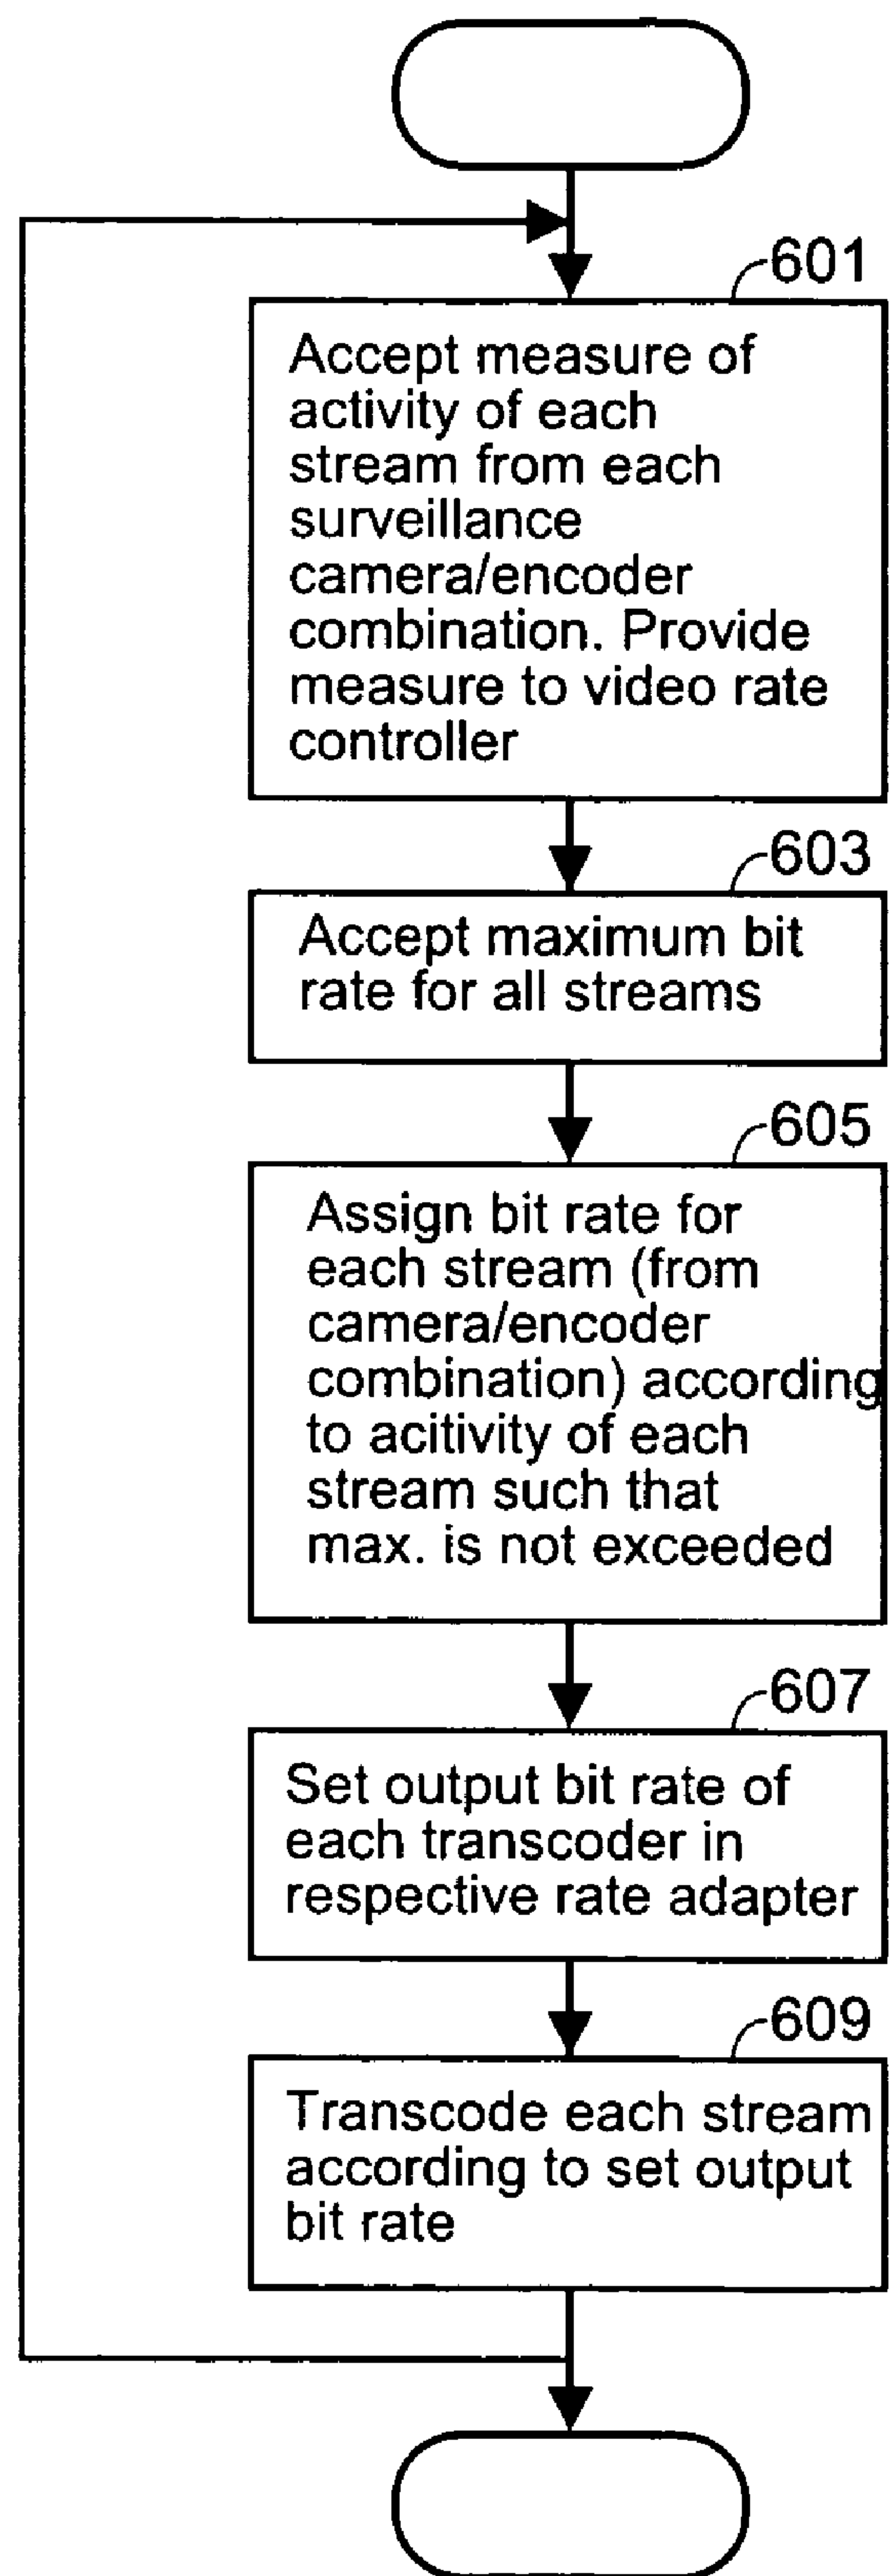 601
Accept measure of
activity of each
stream from each
surveillance
camera/encoder
combination. Provide
measure to video rate
controller
603
Accept maximum bit
rate for all streams
605
Assign bit rate for
each stream (from
camera/encoder
combination) according
to acitivity of each
stream such that
max. is not exceeded
607
Set output bit rate of
each transcoder in
respective rate adapter
609
Transcode each stream
according to set output
bit rate